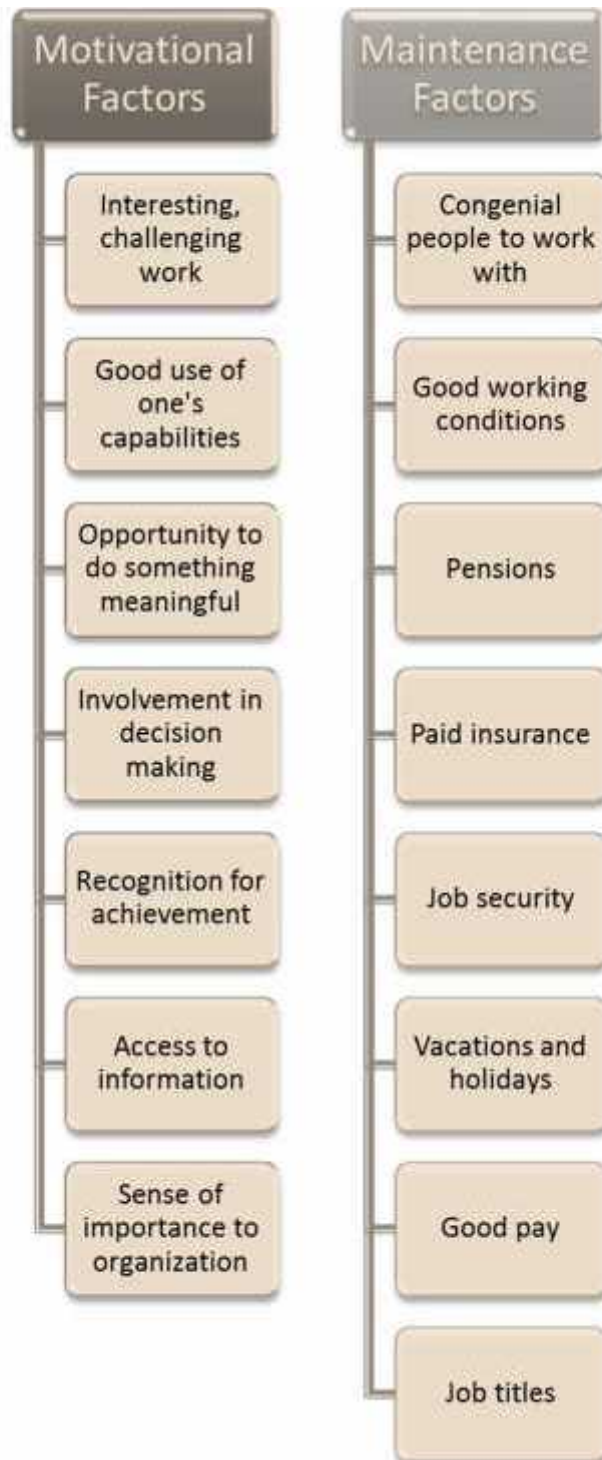 Motivational
Factors
Interesting,
challenging
work
Good use of
one's
capabilities
Opportunity to
do something
meaningful
Involvement in
decision
making
Recognition for
achievement
Access to
information
Sense of
importance to
organization
Maintenance
Factors
Congenial
people to work
with
Good working
conditions
Pensions
Paid insurance
Job security
Vacations and
holidays
Good pay
Job titles